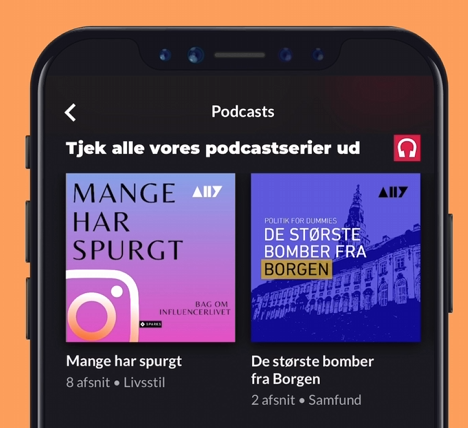 Podcasts
Tjek alle vores podcastserier ud
MANGE
HAR
SPURGT
BAG OM
INFLUENCERLIVET
POLITIK FOR DUMMIES
DE STØRSTE
BOMBER FRA
BORGEN
Mange har spurgt
8 afsnit • Livsstil
De største bomber
fra Borgen
2 afsnit • Samfund